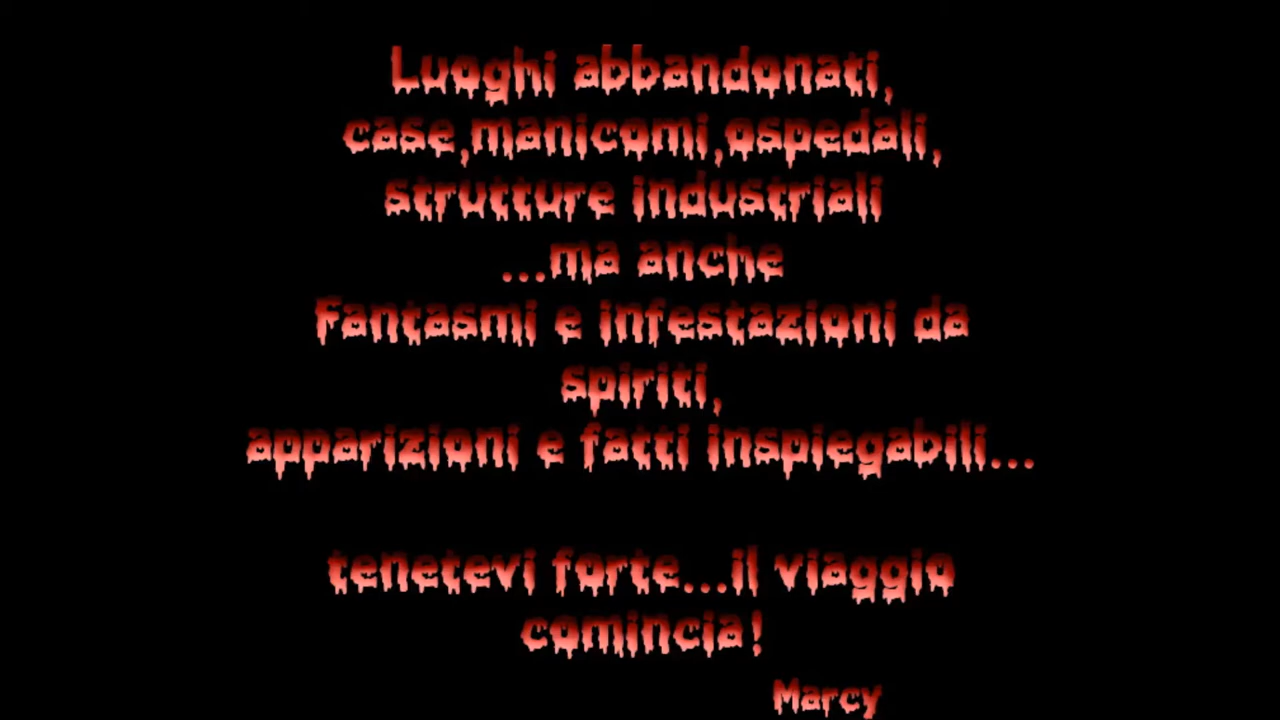 Luoghi abbandonati,
case,manicomi,ospedali,
strutture industriali
...ma anche
Fantasmi e infestazioni da
spiriti,
apparizioni e fatti inspiegabili...
tenetevi forte...il viaggio
comincia!
Marcy